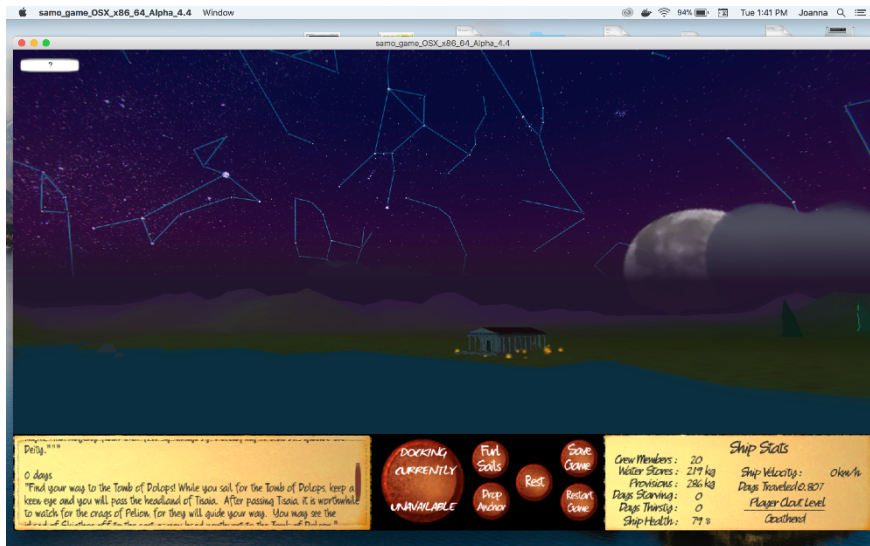 samo_game_OSX_x86_64_Alpha_4.4 Window
94% Tue 1:41 PM Joanna
samo_game_OSX_x86_64_Alpha_4.4
?
Deity."""
0 days
"Find your way to the Tomb of Dolops! While you sail for the Tomb of Dolops, keep a
keen eye and you will pass the headland of Tisaia. After passing Tisaia, it is worthwhile
to watch for the crags of Pelion, for they will guide your way. You may see the
DOCKING
CURRENTLY
UNAVAILABLE
Furl
Sails
Drop
Anchor
Rest
Save
Game
Restart
Game
Crew Members : 20
Water Stores : 219 kg
Provisions : 286 kg
Days Starving : 0
Days Thirsty : 0
Ship Health : 79 %
Ship Stats
Ship Velocity : 0km/h
Days Traveled 0.807
Player Clout Level
Goatherd